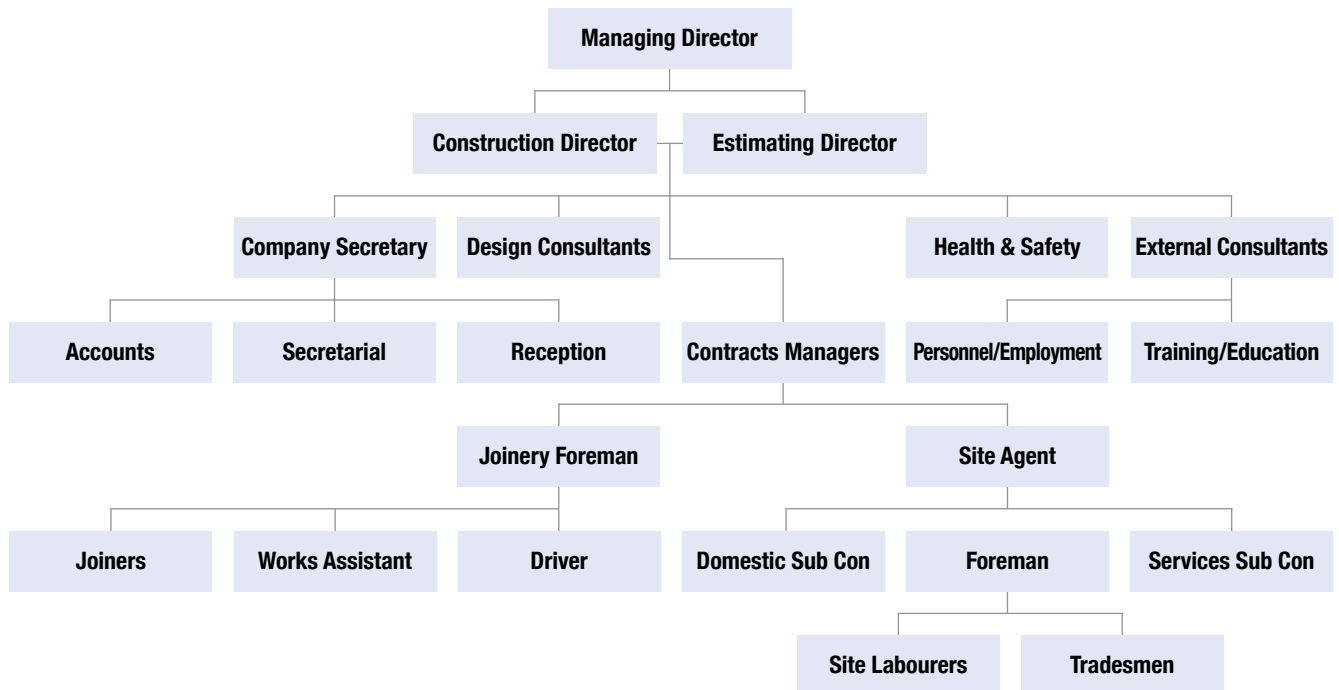 Managing Director
Construction Director
Estimating Director
Company Secretary
Design Consultants
Health & Safety
External Consultants
Accounts
Secretarial
Reception
Contracts Managers
Personnel/Employment
Training/Education
Joinery Foreman
Site Agent
Joiners
Works Assistant
Driver
Domestic Sub Con
Foreman
Services Sub Con
Site Labourers
Tradesmen